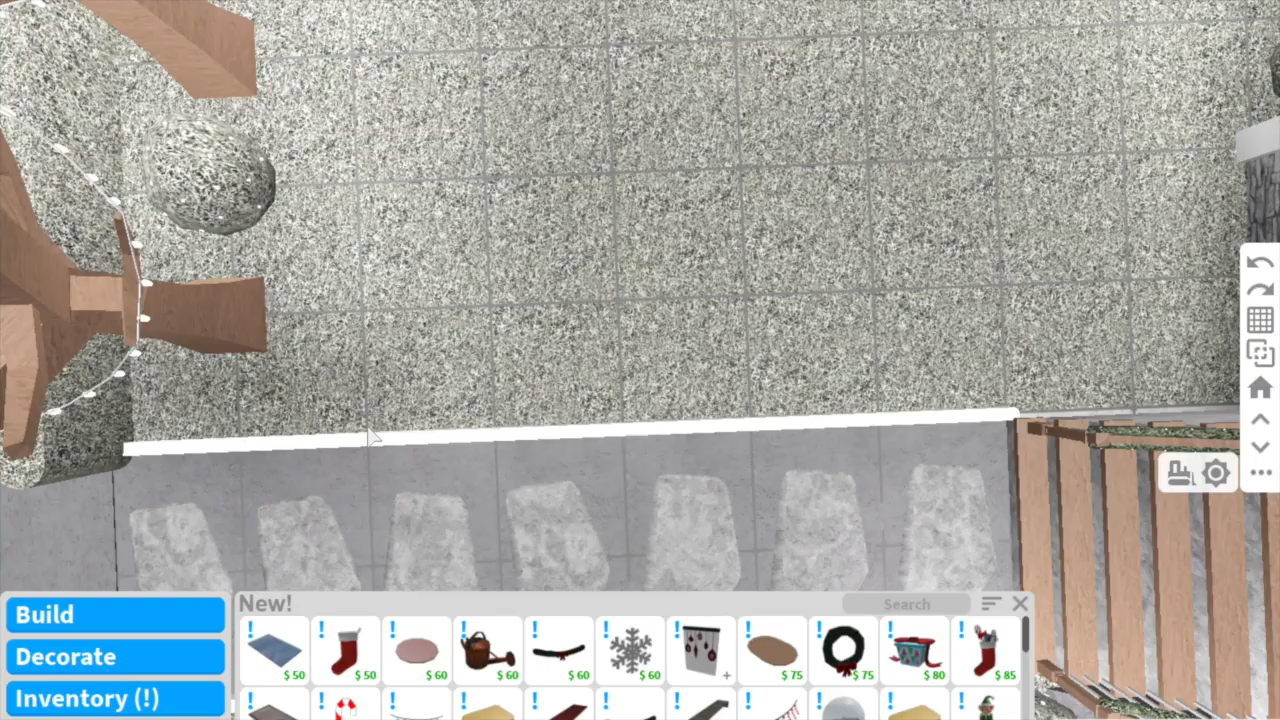 New!
Search
Build
Decorate
Inventory (!)
! ! ! ! ! ! ! ! ! ! !
$ 50 $ 50 $ 60 $ 60 $ 60 $ 60 + $ 75 $ 75 $ 80 $ 85
! ! ! ! ! ! ! ! ! ! !